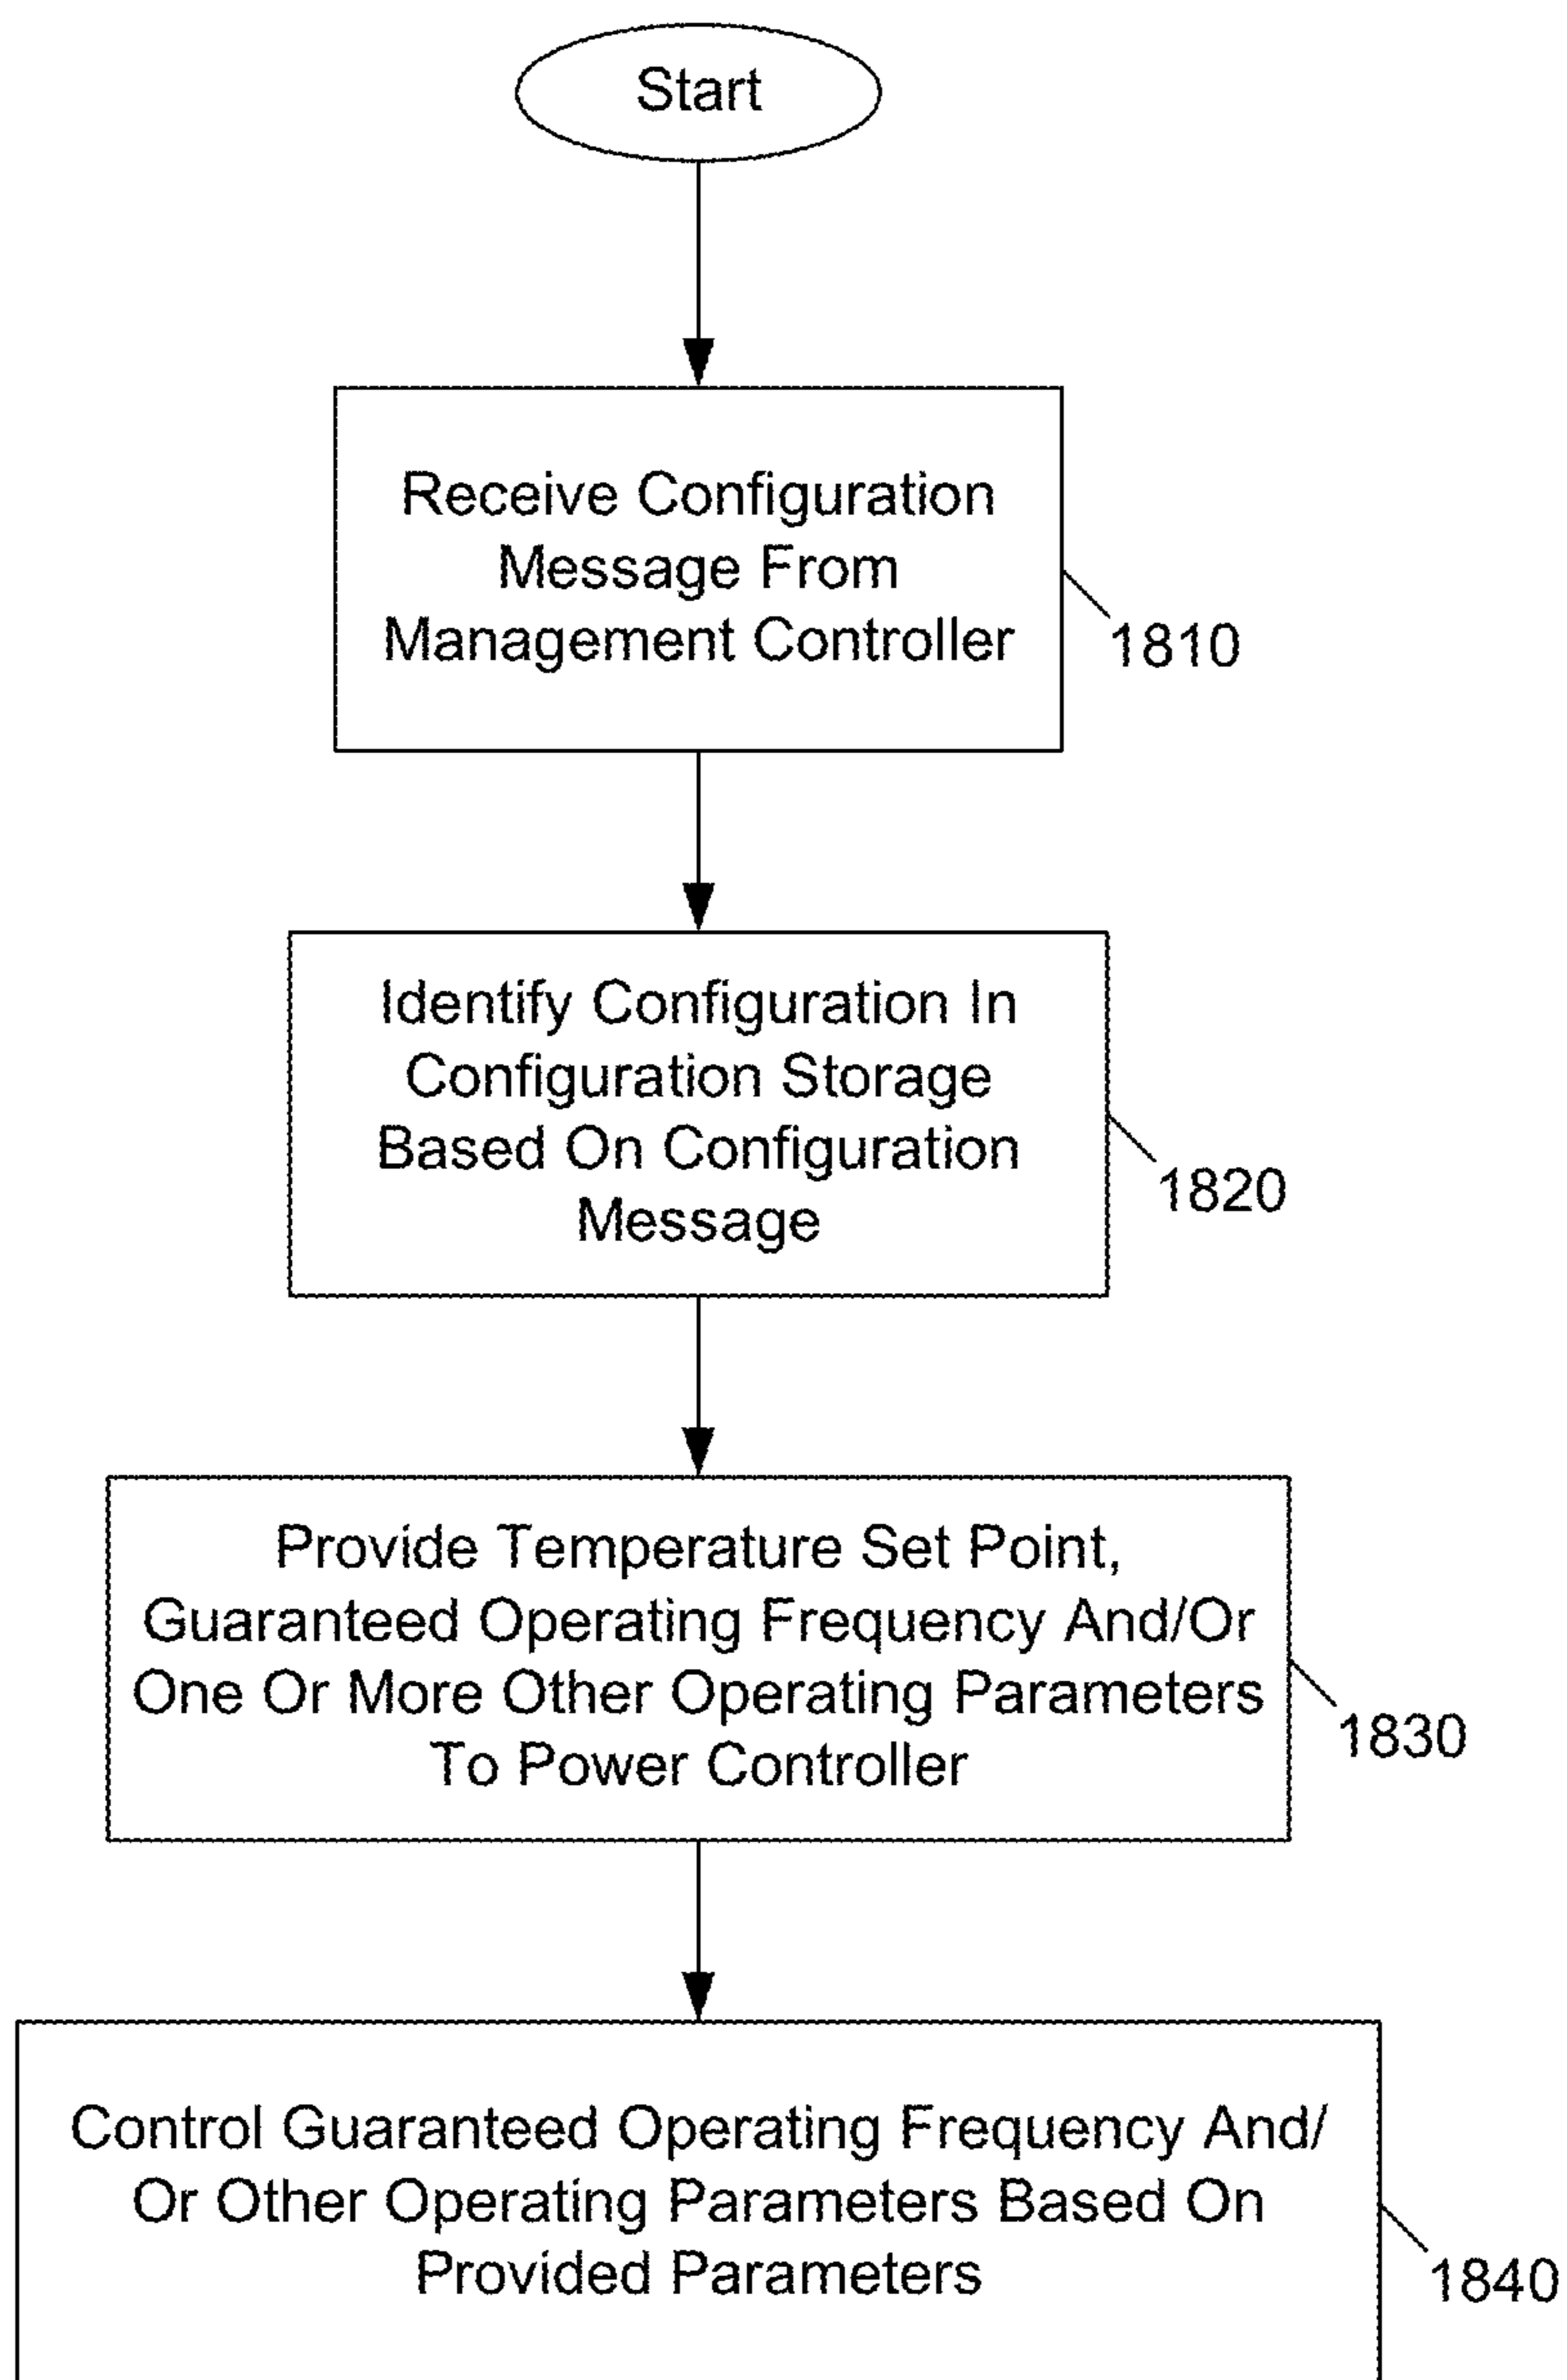 Start
Receive Configuration
Message From
Management Controller
1810
Identify Configuration In
Configuration Storage
Based On Configuration
Message
1820
Provide Temperature Set Point,
Guaranteed Operating Frequency And/Or
One Or More Other Operating Parameters
To Power Controller
1830
Control Guaranteed Operating Frequency And/
Or Other Operating Parameters Based On
Provided Parameters
1840